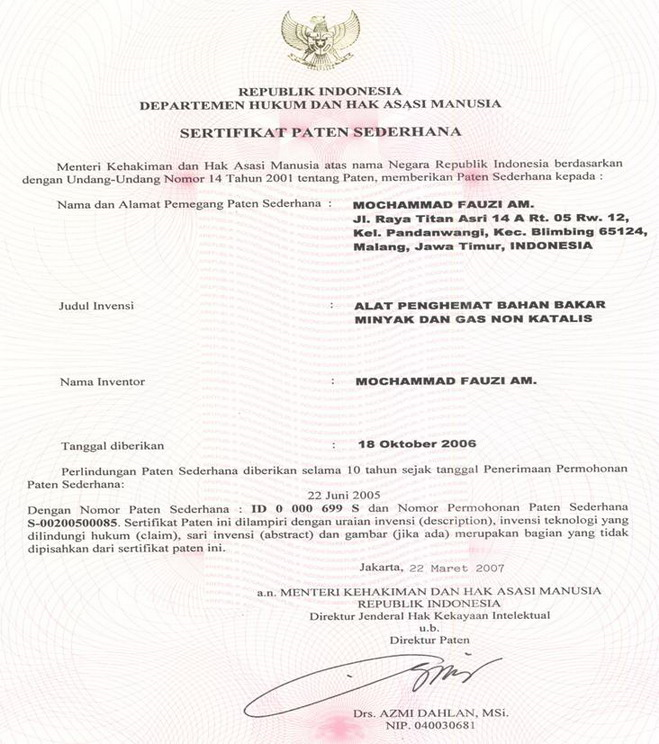 REPUBLIK INDONESIA
DEPARTEMEN HUKUM DAN HAK ASASI MANUSIA
SERTIFIKAT PATEN SEDERHANA
Menteri Kehakiman dan Hak Asasi Manusia atas nama Negara Republik Indonesia berdasarkan
dengan Undang-Undang Nomor 14 Tahun 2001 tentang Paten, memberikan Paten Sederhana kepada :
Nama dan Alamat Pemegang Paten Sederhana : MOCHAMMAD FAUZI AM.
Jl. Raya Titan Asri 14 A Rt. 05 Rw. 12,
Kel. Pandanwangi, Kec. Blimbing 65124,
Malang, Jawa Timur, INDONESIA
Judul Invensi : ALAT PENGHEMAT BAHAN BAKAR
MINYAK DAN GAS NON KATALIS
Nama Inventor : MOCHAMMAD FAUZI AM.
Tanggal diberikan : 18 Oktober 2006
Perlindungan Paten Sederhana diberikan selama 10 tahun sejak tanggal Penerimaan Permohonan
Paten Sederhana:
22 Juni 2005
Dengan Nomor Paten Sederhana : ID 0 000 699 S dan Nomor Permohonan Paten Sederhana
S-00200500085. Sertifikat Paten ini dilampiri dengan uraian invensi (description), invensi teknologi yang
dilindungi hukum (claim), sari invensi (abstract) dan gambar (jika ada) merupakan bagian yang tidak
dipisahkan dari sertifikat paten ini.
Jakarta, 22 Maret 2007
a.n. MENTERI KEHAKIMAN DAN HAK ASASI MANUSIA
REPUBLIK INDONESIA
Direktur Jenderal Hak Kekayaan Intelektual
u.b.
Direktur Paten
Drs. AZMI DAHLAN, MSi.
NIP. 040030681